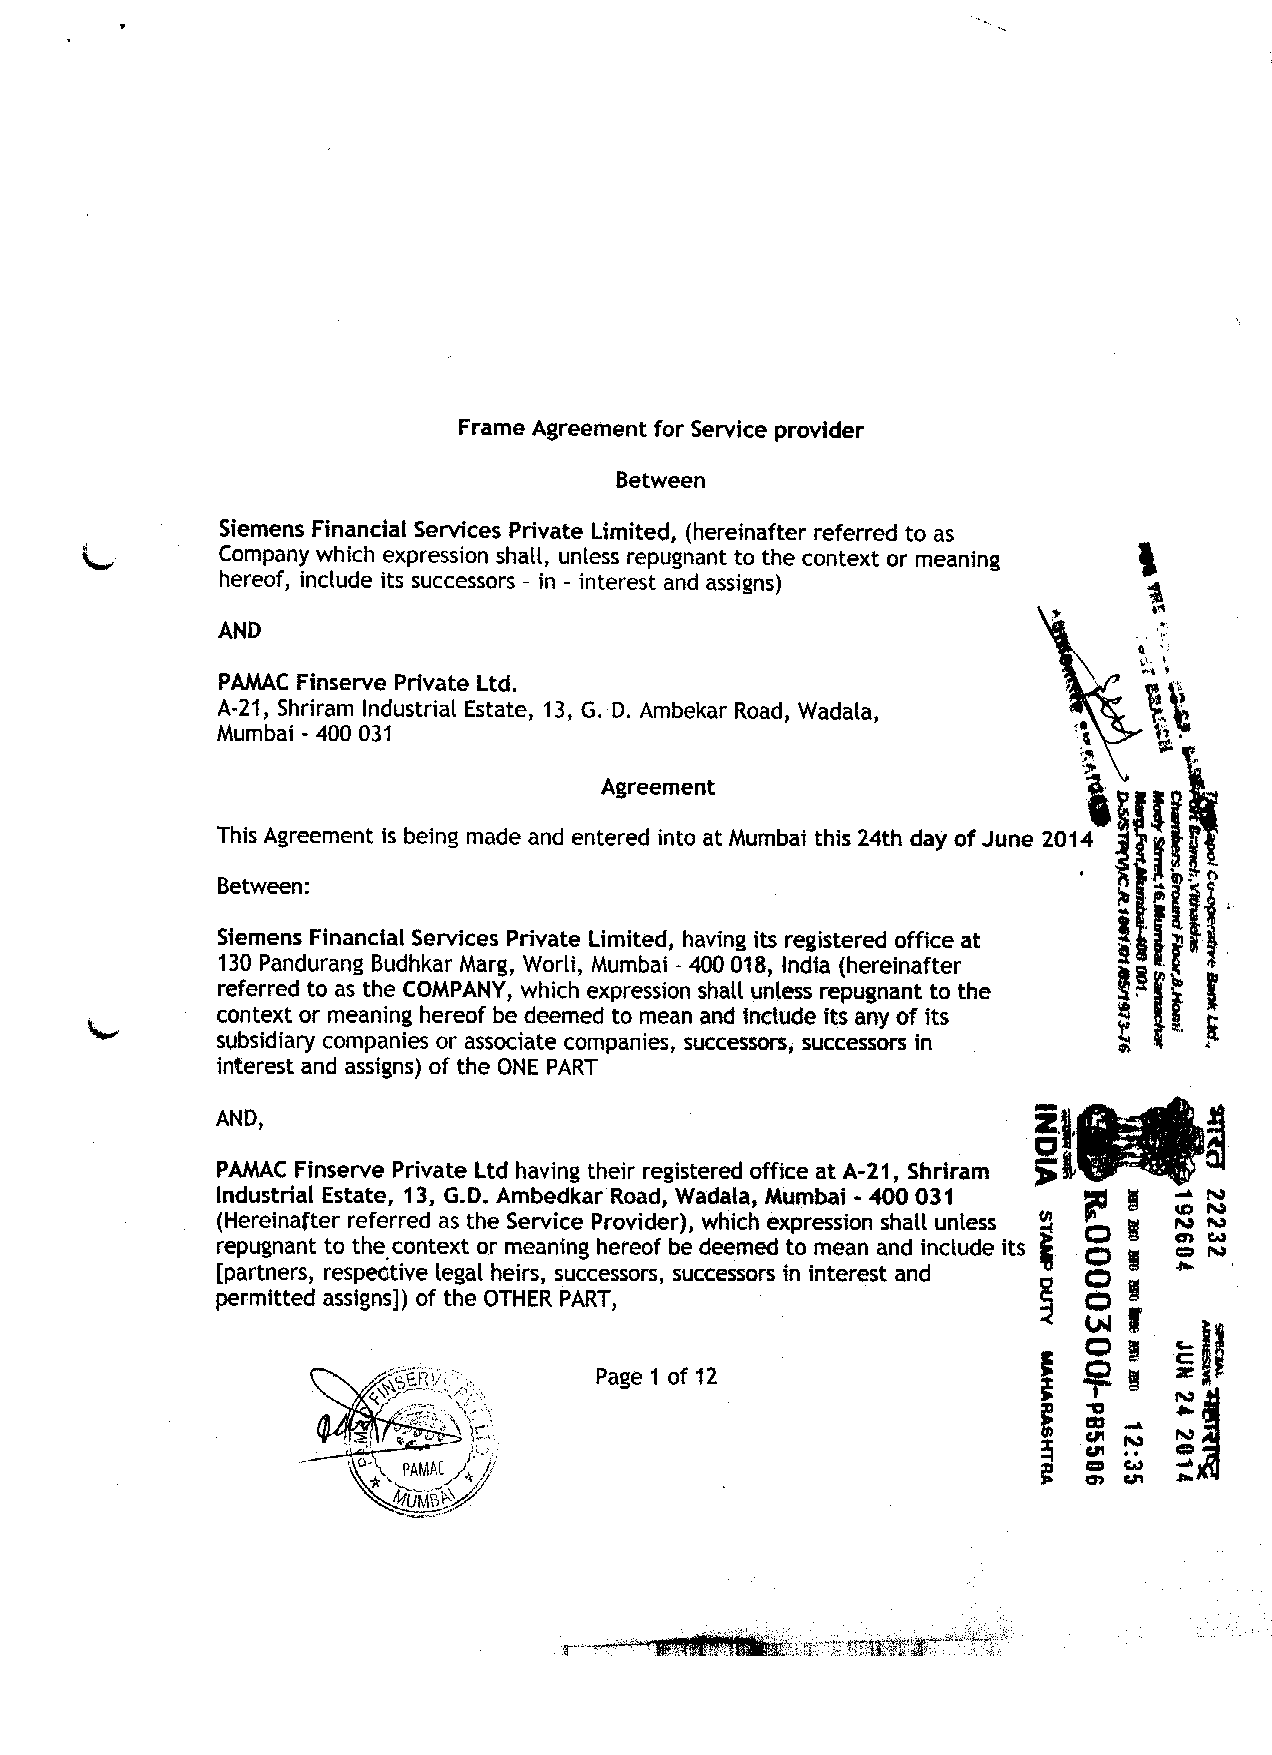 Frame Agreement for Service provider
Between
Siemens Financial Services Private Limited, (hereinafter referred to as
Company which expression shall, unless repugnant to the context or meaning
hereof, include its successors - in - interest and assigns)
AND
PAMAC Finserve Private Ltd.
A-21, Shriram Industrial Estate, 13, G. D. Ambekar Road, Wadala,
Mumbai - 400 031
Agreement
This Agreement is being made and entered into at Mumbai this 24th day of June 2014
Between:
Siemens Financial Services Private Limited, having its registered office at
130 Pandurang Budhkar Marg, Worli, Mumbai - 400 018, India (hereinafter
referred to as the COMPANY, which expression shall unless repugnant to the
context or meaning hereof be deemed to mean and include its any of its
subsidiary companies or associate companies, successors, successors in
interest and assigns) of the ONE PART
AND,
PAMAC Finserve Private Ltd having their registered office at A-21, Shriram
Industrial Estate, 13, G.D. Ambedkar Road, Wadala, Mumbai - 400 031
(Hereinafter referred as the Service Provider), which expression shall unless
repugnant to the context or meaning hereof be deemed to mean and include its
[partners, respective legal heirs, successors, successors in interest and
permitted assigns]) of the OTHER PART,
Page 1 of 12
PAMAC
MUMBAI
Co-operative Bank Ltd.,
Branch, Vithaldas
Chambers, Ground Floor, B, Homi
Mody Street, 16, Mumbai Samachar
Marg, Fort, Mumbai-400 001.
भारत 22232 SPECIAL ADHESIVE
192604 JUN 24 2014
12:35
Rs.0000300/-PB5506
INDIA STAMP DUTY MAHARASHTRA